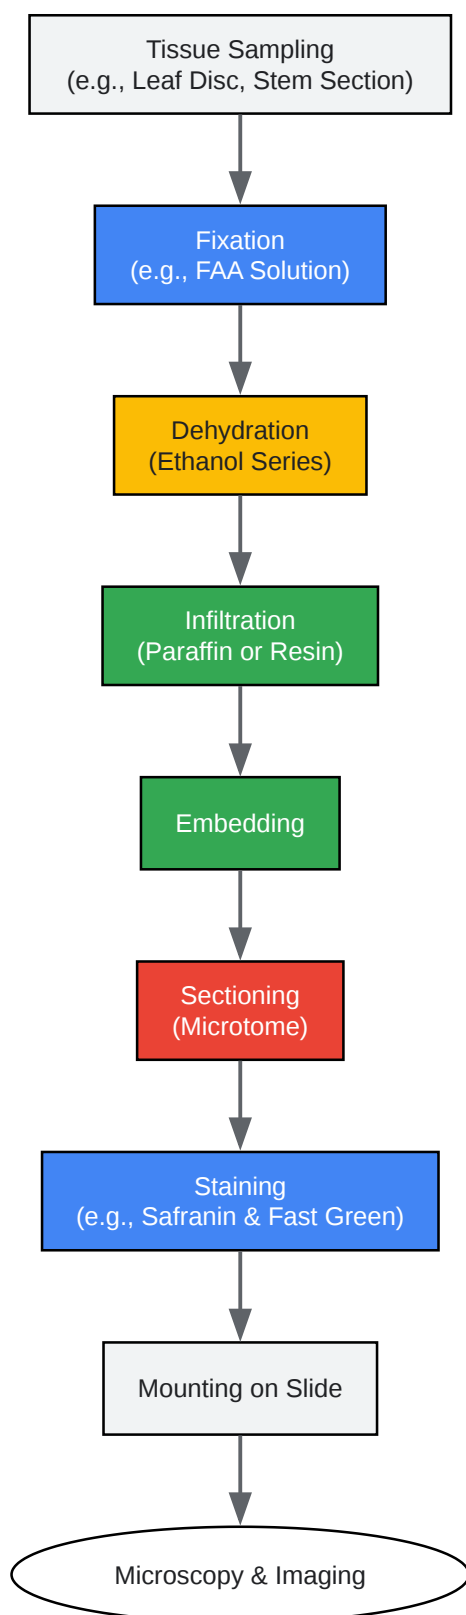 Tissue Sampling
(e.g., Leaf Disc, Stem Section)
Fixation
(e.g., FAA Solution)
Dehydration
(Ethanol Series)
Infiltration
(Paraffin or Resin)
Embedding
Sectioning
(Microtome)
Staining
(e.g., Safranin & Fast Green)
Mounting on Slide
Microscopy & Imaging